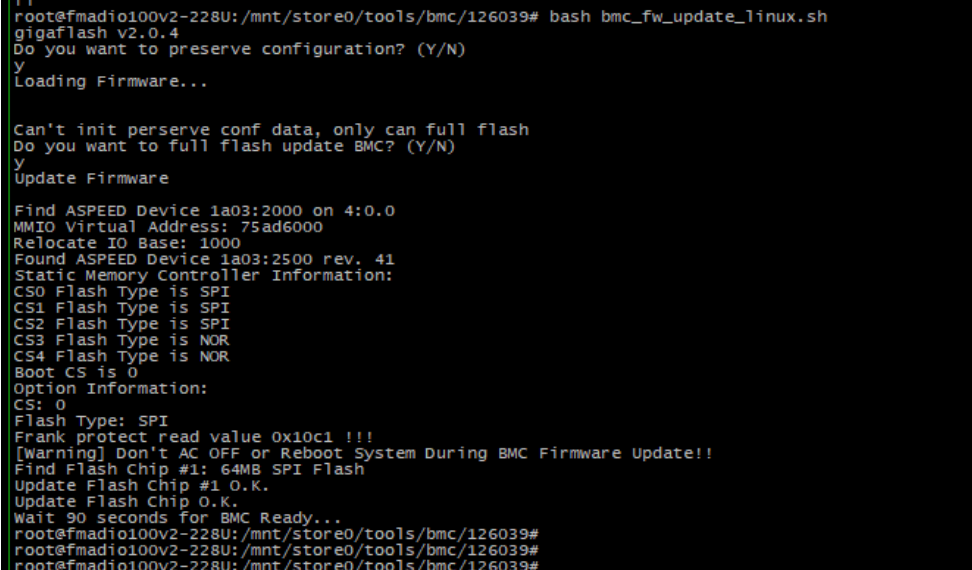 root@fmadio100v2-228U:/mnt/store0/tools/bmc/126039# bash bmc_fw_update_linux.sh
gigaflash v2.0.4
Do you want to preserve configuration? (Y/N)
y
Loading Firmware...
Can't init perserve conf data, only can full flash
Do you want to full flash update BMC? (Y/N)
y
Update Firmware
Find ASPEED Device 1a03:2000 on 4:0.0
MMIO Virtual Address: 75ad6000
Relocate IO Base: 1000
Found ASPEED Device 1a03:2500 rev. 41
Static Memory Controller Information:
CS0 Flash Type is SPI
CS1 Flash Type is SPI
CS2 Flash Type is SPI
CS3 Flash Type is NOR
CS4 Flash Type is NOR
Boot CS is 0
Option Information:
CS: 0
Flash Type: SPI
Frank protect read value 0x10c1 !!!
[Warning] Don't AC OFF or Reboot System During BMC Firmware Update!!
Find Flash Chip #1: 64MB SPI Flash
Update Flash Chip #1 O.K.
Update Flash Chip O.K.
Wait 90 seconds for BMC Ready...
root@fmadio100v2-228U:/mnt/store0/tools/bmc/126039#
root@fmadio100v2-228U:/mnt/store0/tools/bmc/126039#
root@fmadio100v2-228U:/mnt/store0/tools/bmc/126039#